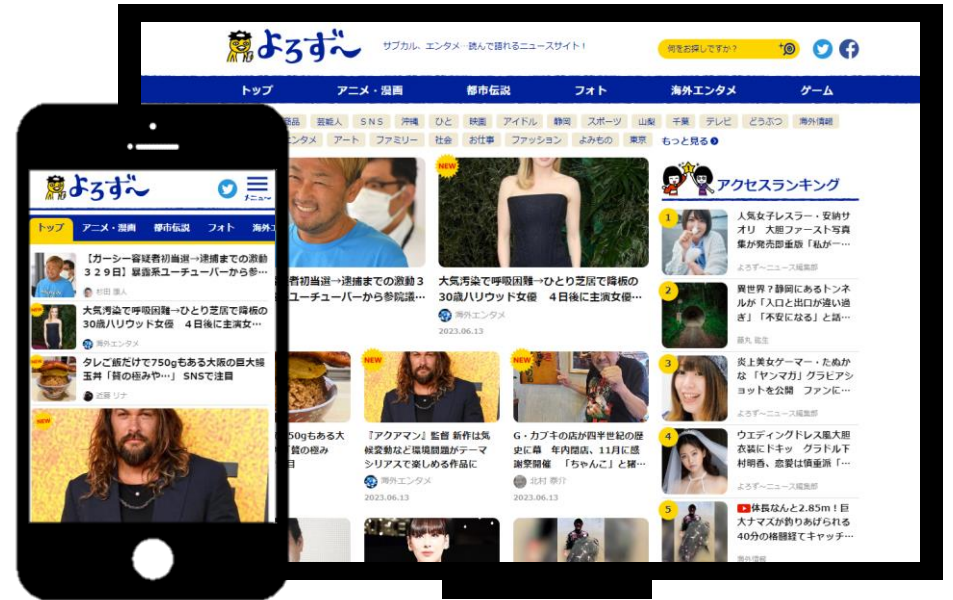 よろず〜
サブカル、エンタメ…読んで語れるニュースサイト！
何をお探しですか？
トップ
アニメ・漫画
都市伝説
フォト
海外エンタメ
ゲーム
芸能人
SNS
沖縄
ひと
映画
アイドル
静岡
スポーツ
山梨
千葉
テレビ
どうぶつ
海外情報
アート
ファミリー
社会
お仕事
ファッション
よみもの
東京
もっと見る
NEW
者初当選→逮捕までの激動３
ユーチューバーから参院議…
大気汚染で呼吸困難→ひとり芝居で降板の
30歳ハリウッド女優　4日後に主演女優…
海外エンタメ
2023.06.13
NEW
NEW
50gもある大
『アクアマン』監督 新作は気
候変動など環境問題がテーマ
シリアスで楽しめる作品に
海外エンタメ
2023.06.13
G・カブキの店が四半世紀の歴
史に幕　年内閉店、11月に感
謝祭開催　「ちゃんこ」と猪…
北村 泰介
2023.06.13
アクセスランキング
1
人気女子レスラー・安納サ
オリ　大胆ファースト写真
集が発売即重版「私が一…
よろず〜ニュース編集部
2
異世界？静岡にあるトンネ
ルが「入口と出口が違い過
ぎ」「不安になる」と話…
3
炎上美女ゲーマー・たぬか
な 「ヤンマガ」グラビアシ
ョットを公開　ファンに…
よろず〜ニュース編集部
4
ウエディングドレス風大胆
衣装にドキッ　グラドル下
村明香、恋愛は慎重派「…
よろず〜ニュース編集部
5
体長なんと2.85m！巨
大ナマズが釣りあげられる
40分の格闘経てキャッチ…
海外情報
よろず〜
メニュー
トップ
アニメ・漫画
都市伝説
フォト
海外エ
【ガーシー容疑者初当選→逮捕までの激動
３２９日】暴露系ユーチューバーから参…
杉田 康人
大気汚染で呼吸困難→ひとり芝居で降板の
30歳ハリウッド女優　4日後に主演女…
海外エンタメ
タレご飯だけで750gもある大阪の巨大鰻
玉丼「贅の極みや…」 SNSで注目
近藤 リナ
NEW